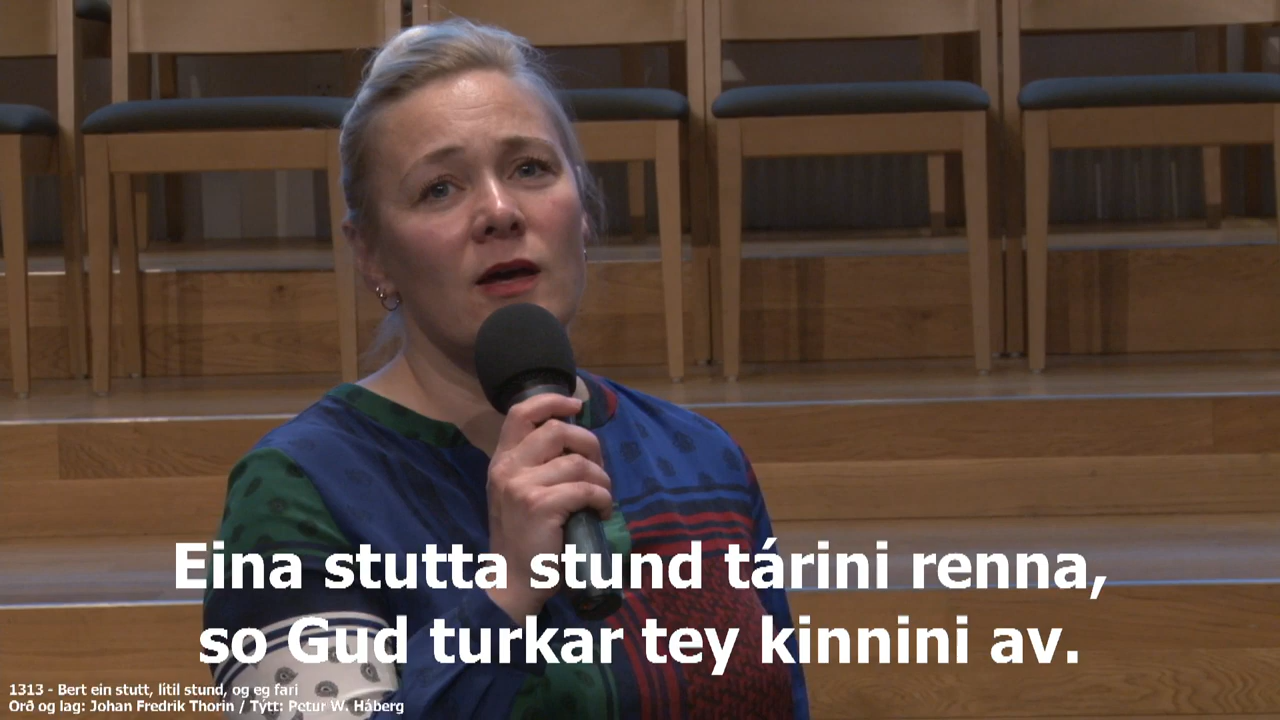 Eina stutta stund tárini renna,
so Gud turkar tey kinnini av.
1313 - Bert ein stutt, lítil stund, og eg fari
Orð og lag: Johan Fredrik Thorin / Týtt: Petur W. Háberg